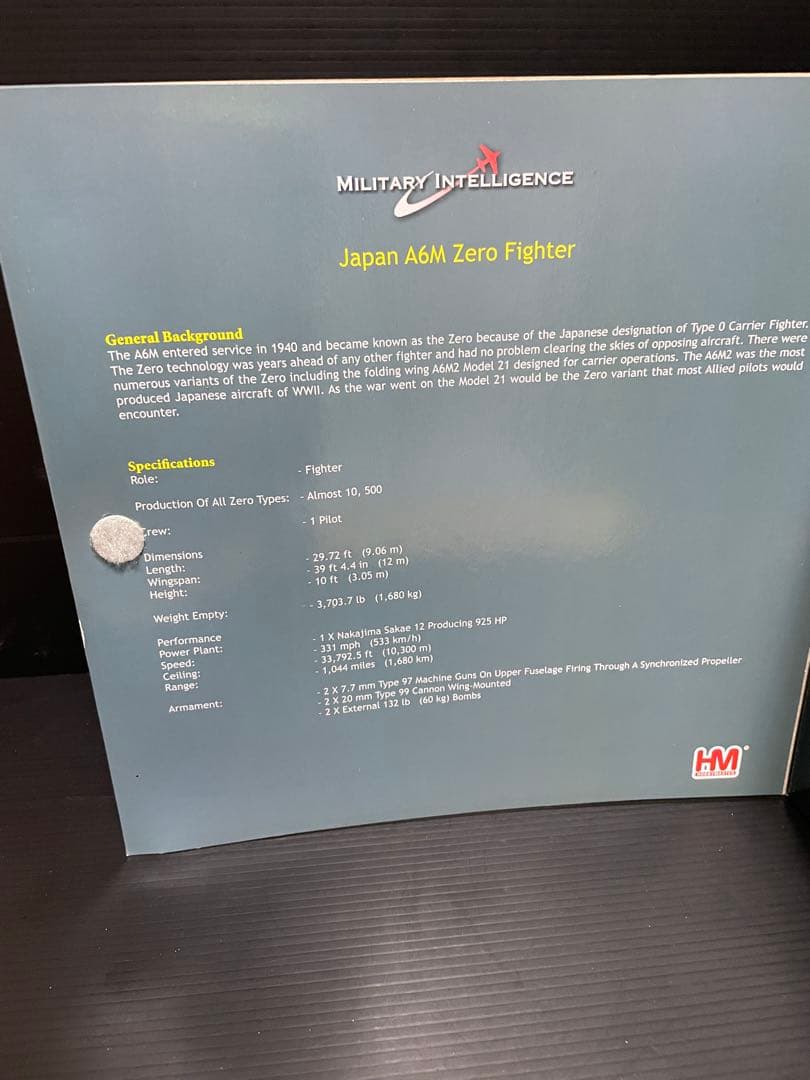 MILITARY INTELLIGENCE
Japan A6M Zero Fighter
General Background
The A6M entered service in 1940 and became known as the Zero because of the Japanese designation of Type 0 Carrier Fighter.
The Zero technology was years ahead of any other fighter and had no problem clearing the skies of opposing aircraft. There were
numerous variants of the Zero including the folding wing A6M2 Model 21 designed for carrier operations. The A6M2 was the most
produced Japanese aircraft of WWII. As the war went on the Model 21 would be the Zero variant that most Allied pilots would
encounter.
Specifications
Role: - Fighter
Production Of All Zero Types: - Almost 10, 500
Crew: - 1 Pilot
Dimensions
Length: - 29.72 ft (9.06 m)
Wingspan: - 39 ft 4.4 in (12 m)
Height: - 10 ft (3.05 m)
Weight Empty: - 3,703.7 lb (1,680 kg)
Performance
Power Plant: - 1 X Nakajima Sakae 12 Producing 925 HP
Speed: - 331 mph (533 km/h)
Ceiling: - 33,792.5 ft (10,300 m)
Range: - 1,044 miles (1,680 km)
Armament: - 2 X 7.7 mm Type 97 Machine Guns On Upper Fuselage Firing Through A Synchronized Propeller
- 2 X 20 mm Type 99 Cannon Wing-Mounted
- 2 X External 132 lb (60 kg) Bombs
HM
HOBBYMASTER